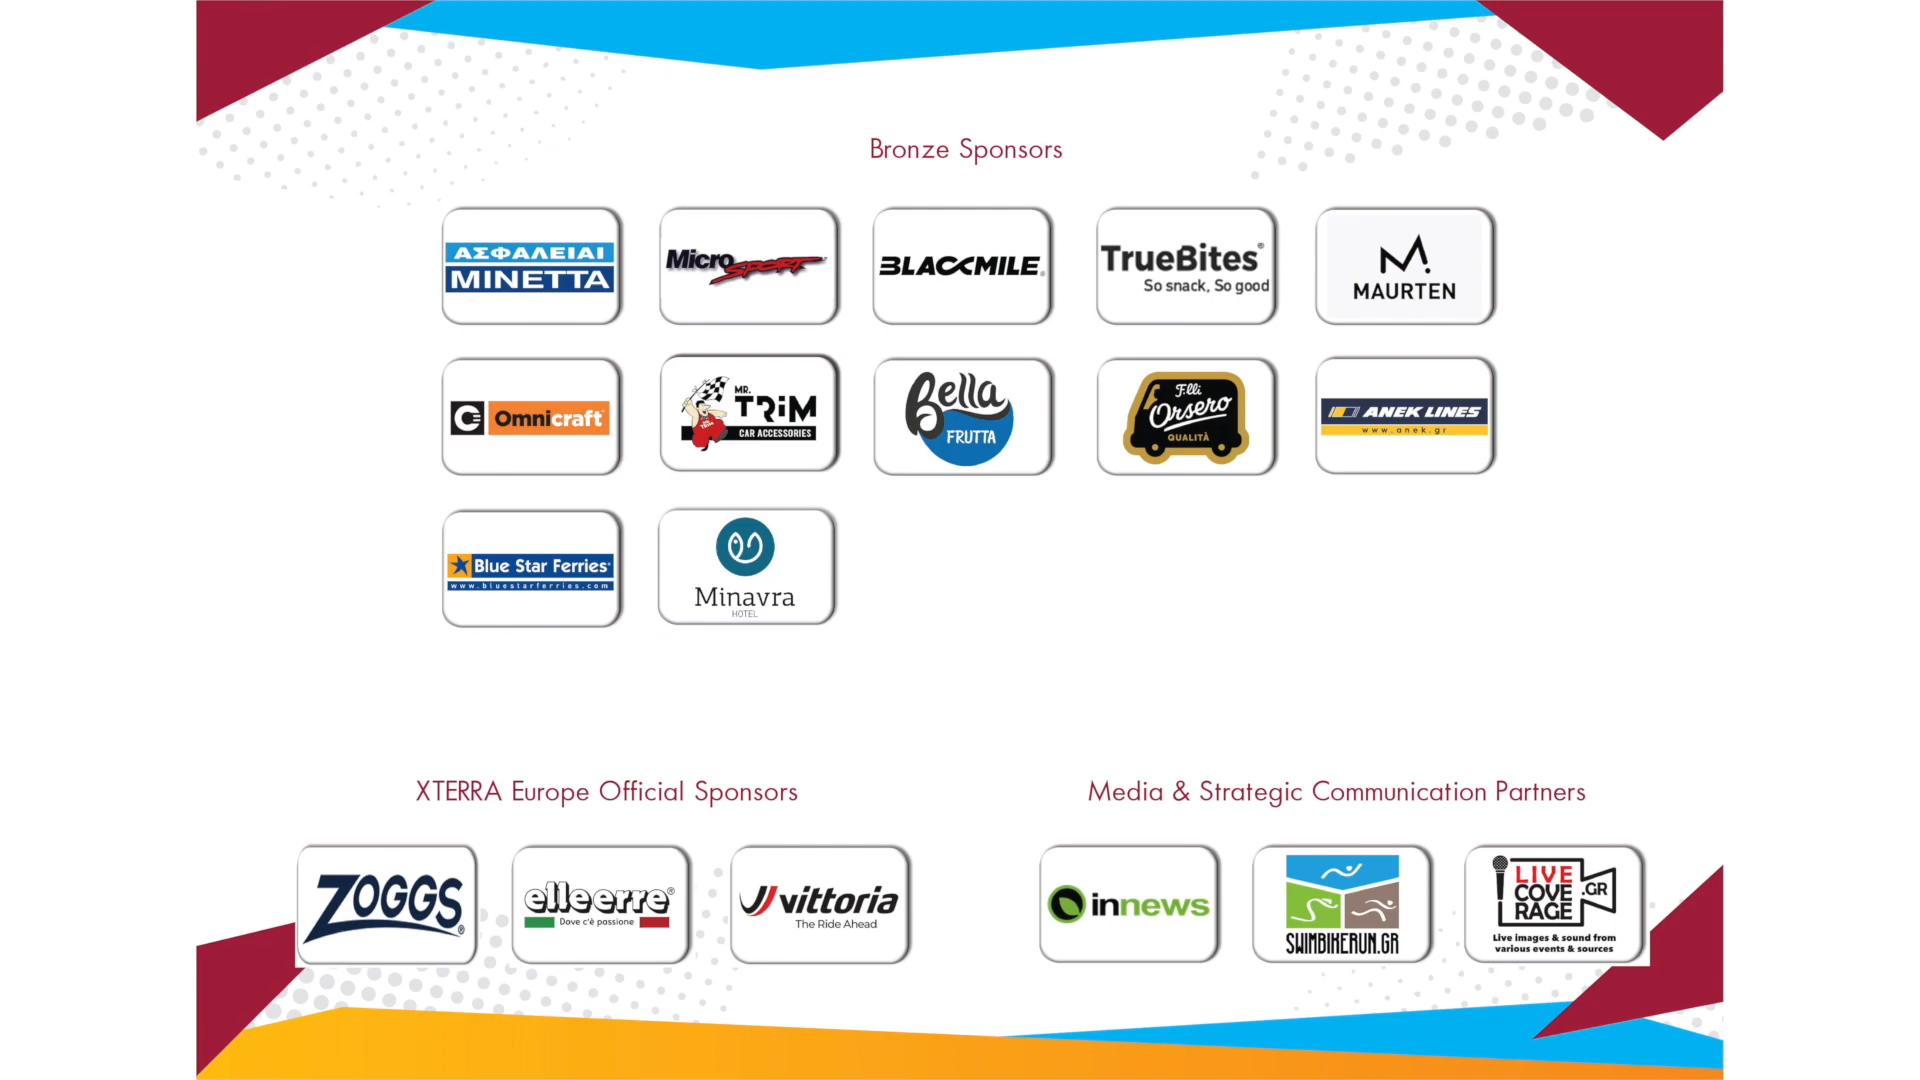 Bronze Sponsors
ΑΣΦΑΛΕΙΑΙ
ΜΙΝΕΤΤΑ
Micro SPORT
BLACKMILE
TrueBites®
So snack, So good
MAURTEN
Omnicraft
MR.
TRiM
CAR ACCESSORIES
Bella
FRUTTA
F.lli
Orsero
QUALITÀ
ANEK LINES
www.anek.gr
Blue Star Ferries
www.bluestarferries.com
Minavra
HOTEL
XTERRA Europe Official Sponsors
Media & Strategic Communication Partners
ZOGGS®
elleerre®
Dove c'è passione
vittoria
The Ride Ahead
innews
SWIMBIKERUN.GR
LIVE
COVE
RAGE
.GR
Live images & sound from
various events & sources